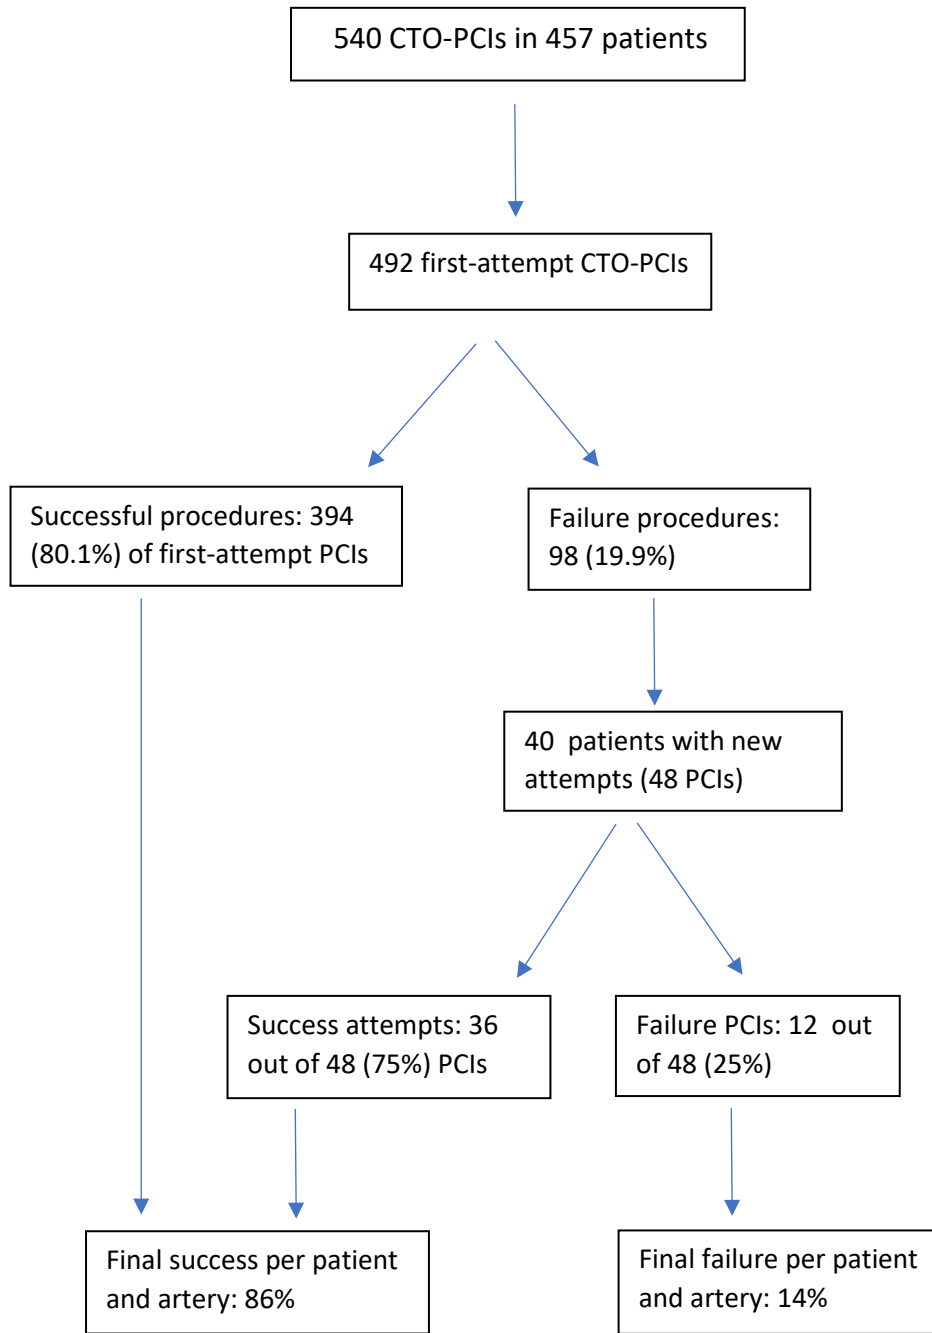 540 CTO-PCIs in 457 patients
492 first-attempt CTO-PCIs
Successful procedures: 394
(80.1%) of first-attempt PCIs
Failure procedures:
98 (19.9%)
40  patients with new
attempts (48 PCIs)
Success attempts: 36
out of 48 (75%) PCIs
Failure PCIs: 12  out
of 48 (25%)
Final success per patient
and artery: 86%
Final failure per patient
and artery: 14%